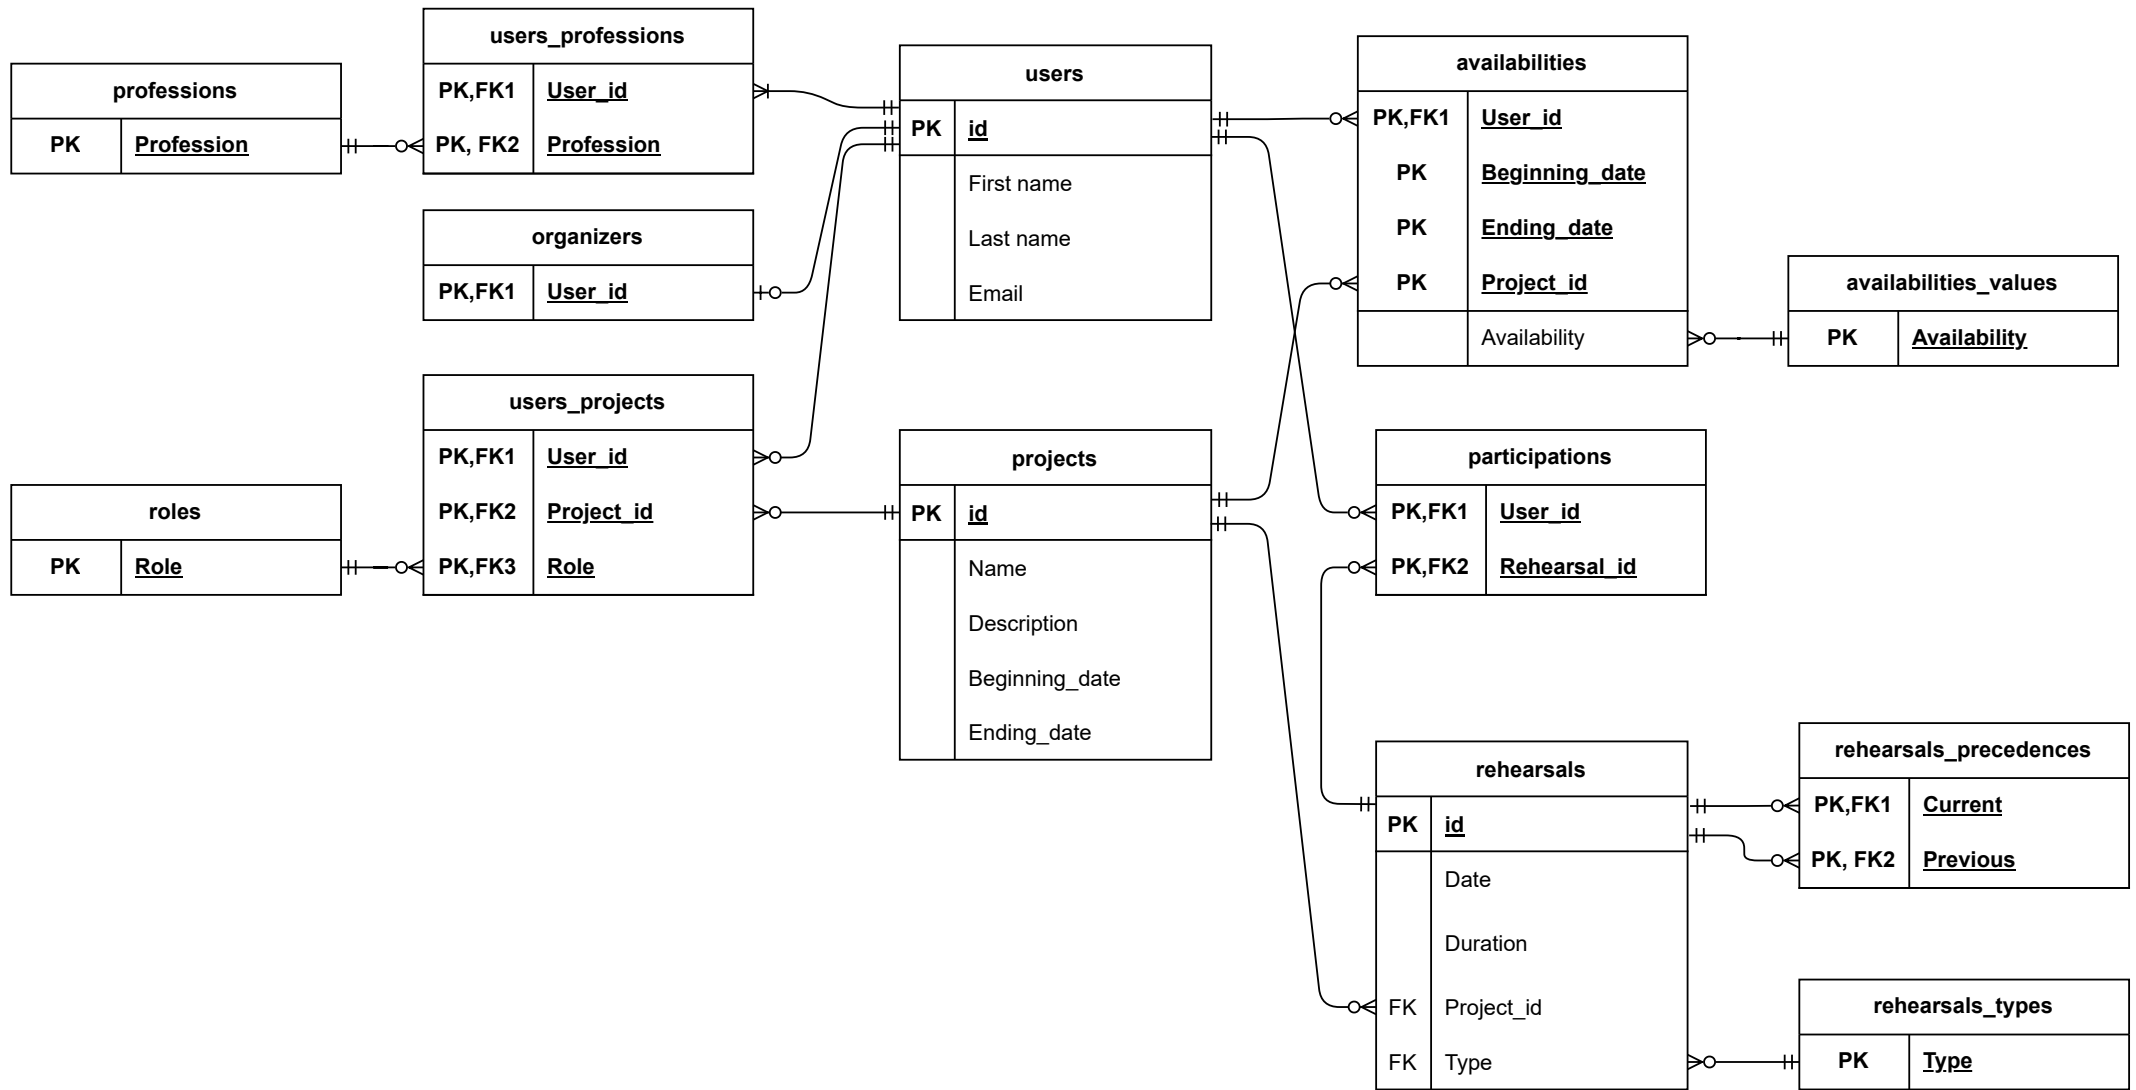 users_professions
PK,FK1 User_id
PK, FK2 Profession
professions
PK Profession
users
PK id
First name
Last name
Email
availabilities
PK,FK1 User_id
PK Beginning_date
PK Ending_date
PK Project_id
Availability
availabilities_values
PK Availability
organizers
PK,FK1 User_id
users_projects
PK,FK1 User_id
PK,FK2 Project_id
PK,FK3 Role
roles
PK Role
projects
PK id
Name
Description
Beginning_date
Ending_date
participations
PK,FK1 User_id
PK,FK2 Rehearsal_id
rehearsals
PK id
Date
Duration
FK Project_id
FK Type
rehearsals_precedences
PK,FK1 Current
PK, FK2 Previous
rehearsals_types
PK Type